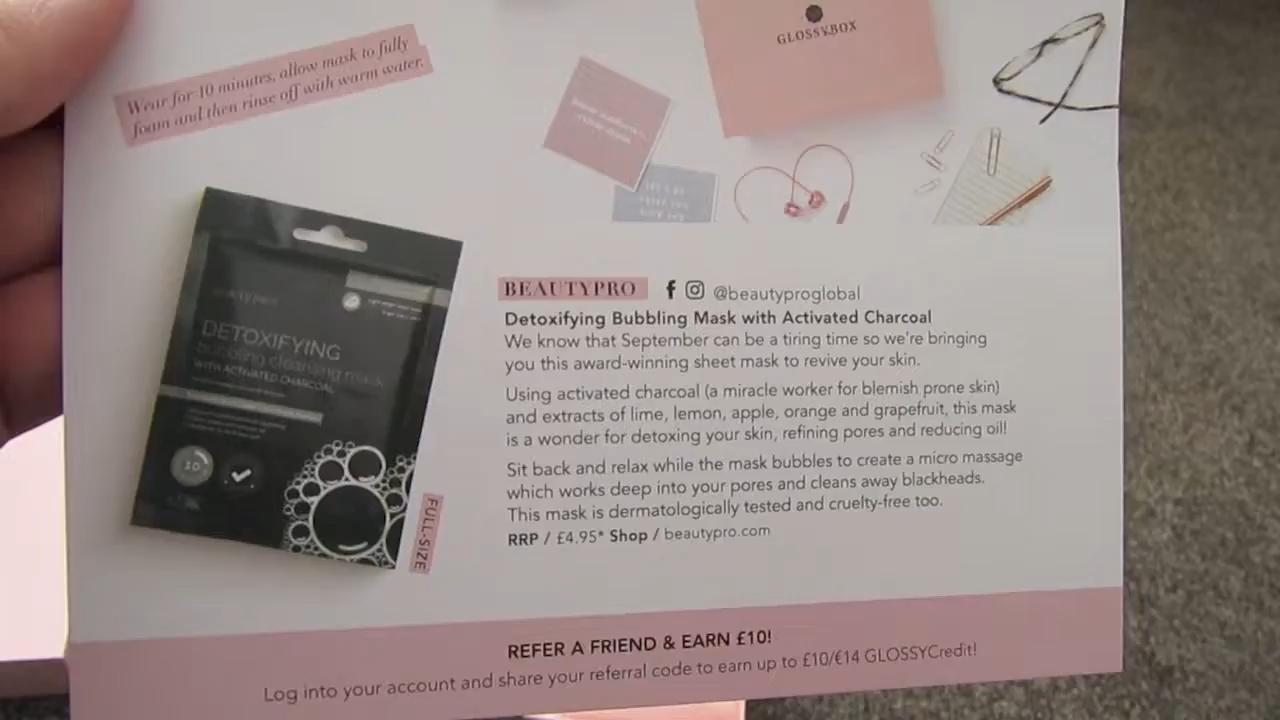 Wear for 10 minutes, allow mask to fully
foam and then rinse off with warm water.
GLOSSYBOX
DETOXIFYING
bubbling cleansing mask
WITH ACTIVATED CHARCOAL
10
FULL-SIZE
BEAUTYPRO @beautyproglobal
Detoxifying Bubbling Mask with Activated Charcoal
We know that September can be a tiring time so we're bringing
you this award-winning sheet mask to revive your skin.
Using activated charcoal (a miracle worker for blemish prone skin)
and extracts of lime, lemon, apple, orange and grapefruit, this mask
is a wonder for detoxing your skin, refining pores and reducing oil!
Sit back and relax while the mask bubbles to create a micro massage
which works deep into your pores and cleans away blackheads.
This mask is dermatologically tested and cruelty-free too.
RRP / £4.95* Shop / beautypro.com
REFER A FRIEND & EARN £10!
Log into your account and share your referral code to earn up to £10/€14 GLOSSYCredit!